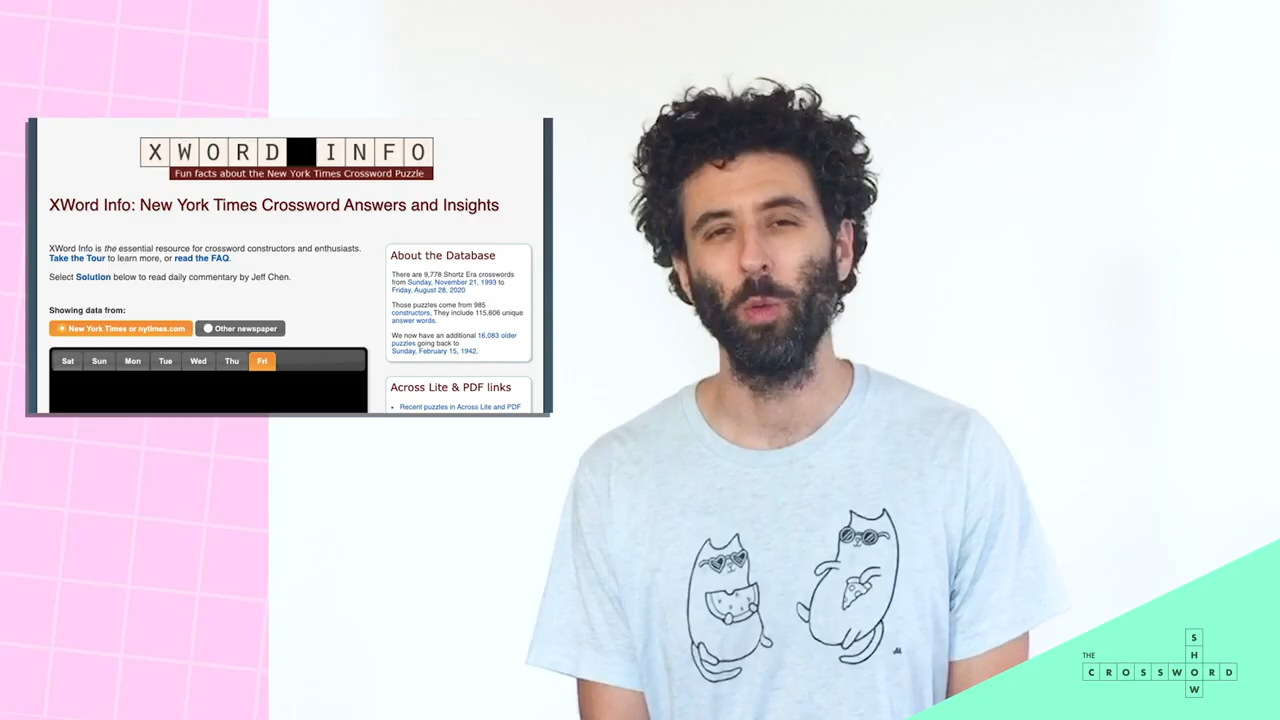 XWORD INFO
Fun facts about the New York Times Crossword Puzzle
XWord Info: New York Times Crossword Answers and Insights
XWord Info is the essential resource for crossword constructors and enthusiasts.
Take the Tour to learn more, or read the FAQ.
Select Solution below to read daily commentary by Jeff Chen.
Showing data from:
New York Times or nytimes.com
Other newspaper
Sat Sun Mon Tue Wed Thu Fri
About the Database
There are 9,778 Shortz Era crosswords
from Sunday, November 21, 1993 to
Friday, August 28, 2020
Those puzzles come from 985
constructors. They include 115,606 unique
answer words.
We now have an additional 16,083 older
puzzles going back to
Sunday, February 15, 1942.
Across Lite & PDF links
• Recent puzzles in Across Lite and PDF
THE
CROSSWORD
SHOW